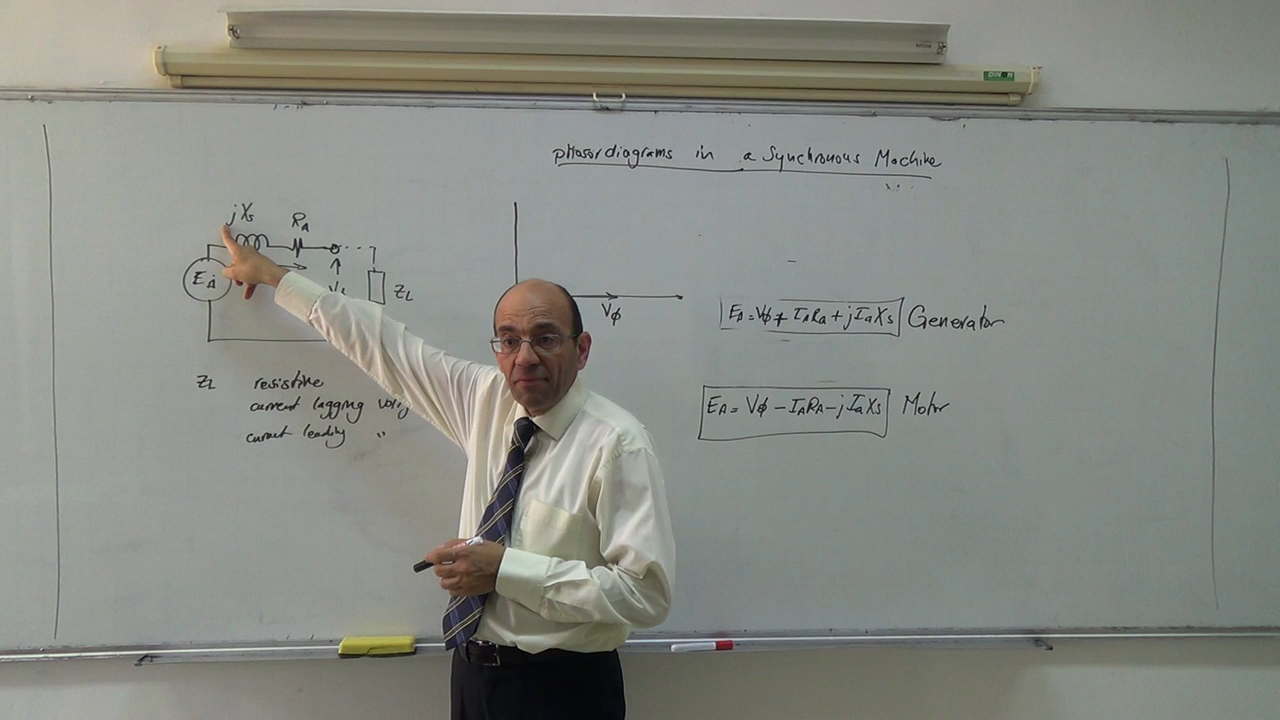 phasor diagrams in a Synchronous Machine
jXs
RA
EA
ZL
Vφ
EA = Vφ + IARA + jIaXs Generator
ZL resistive
current lagging
current leading "
EA = Vφ - IARA - jIaXs Motor